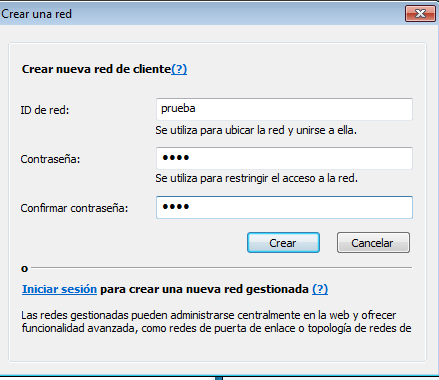 Crear una red
Crear nueva red de cliente(?)
ID de red:
prueba
Se utiliza para ubicar la red y unirse a ella.
Contraseña:
●●●●
Se utiliza para restringir el acceso a la red.
Confirmar contraseña:
●●●●
Crear
Cancelar
o
Iniciar sesión para crear una nueva red gestionada (?)
Las redes gestionadas pueden administrarse centralmente en la web y ofrecer
funcionalidad avanzada, como redes de puerta de enlace o topología de redes de